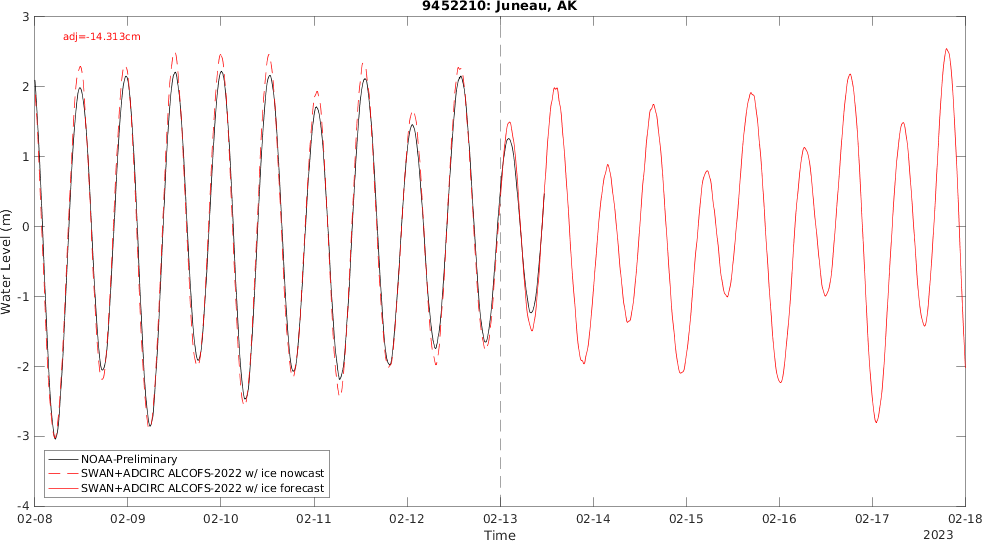 9452210: Juneau, AK
adj=-14.313cm
3
2
1
0
-1
-2
-3
-4
Water Level (m)
NOAA-Preliminary
SWAN+ADCIRC ALCOFS-2022 w/ ice nowcast
SWAN+ADCIRC ALCOFS-2022 w/ ice forecast
02-08 02-09 02-10 02-11 02-12 02-13 02-14 02-15 02-16 02-17 02-18
Time
2023